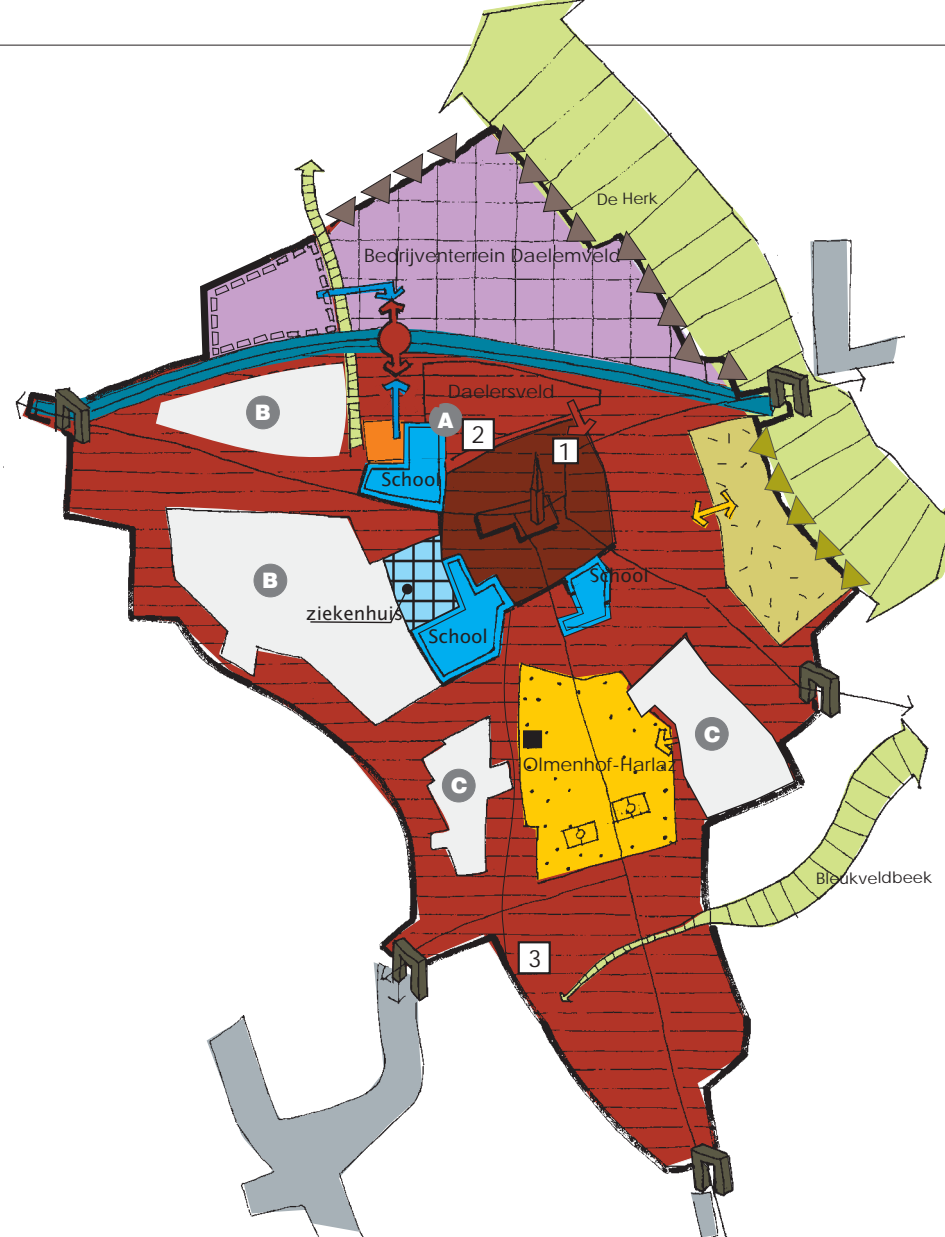 De Herk
Bedrijventerrein Daelemveld
Daelersveld
B
A
2
1
School
School
B
ziekenhuis
School
C
Olmenhof-Harlaz
C
Bleukveldbeek
3